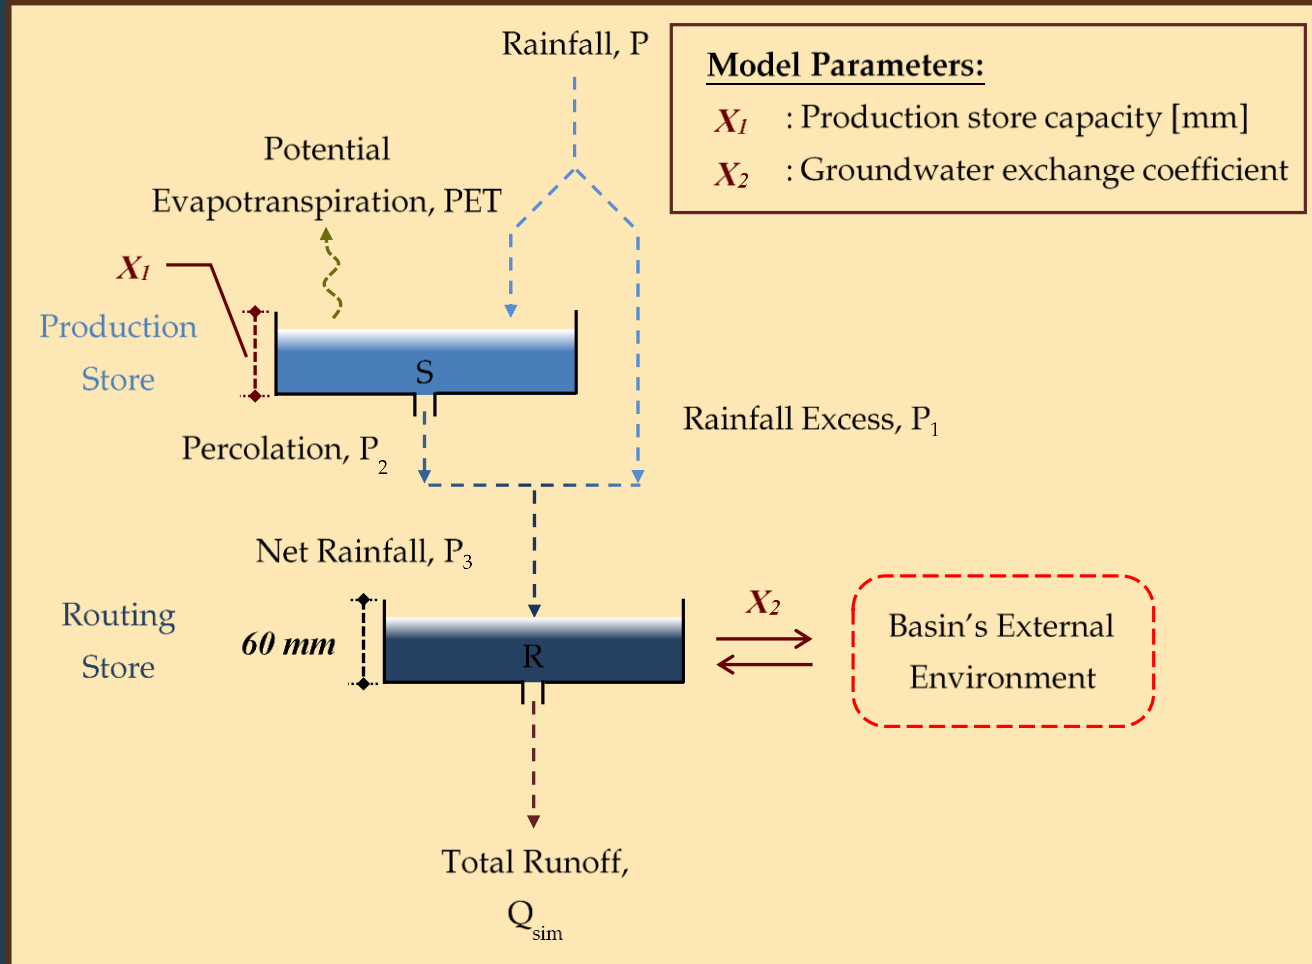 Rainfall, P
Model Parameters:
X₁ : Production store capacity [mm]
X₂ : Groundwater exchange coefficient
Potential
Evapotranspiration, PET
X₁
Production
Store
S
Rainfall Excess, P₁
Percolation, P₂
Net Rainfall, P₃
Routing
Store
60 mm
R
X₂
Basin’s External
Environment
Total Runoff,
Qsim